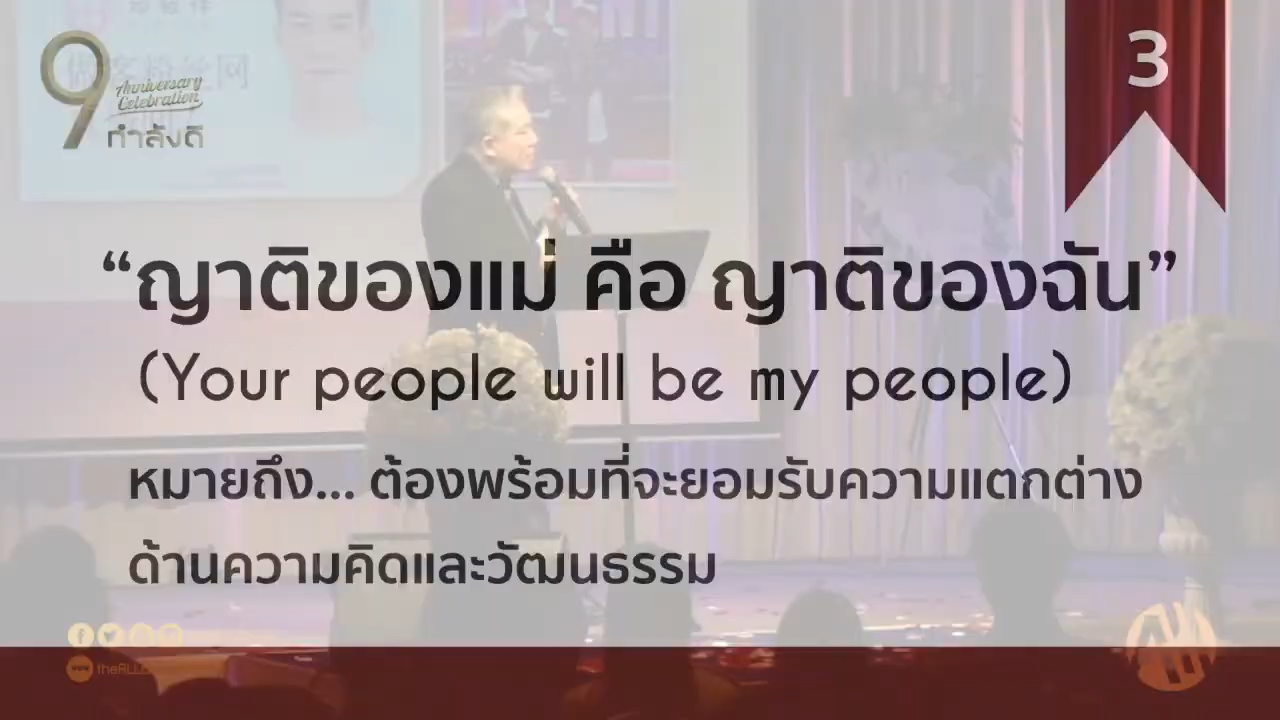 9
Anniversary
Celebration
กำลังดี
3
“ญาติของแม่ คือ ญาติของฉัน”
(Your people will be my people)
หมายถึง... ต้องพร้อมที่จะยอมรับความแตกต่าง
ด้านความคิดและวัฒนธรรม